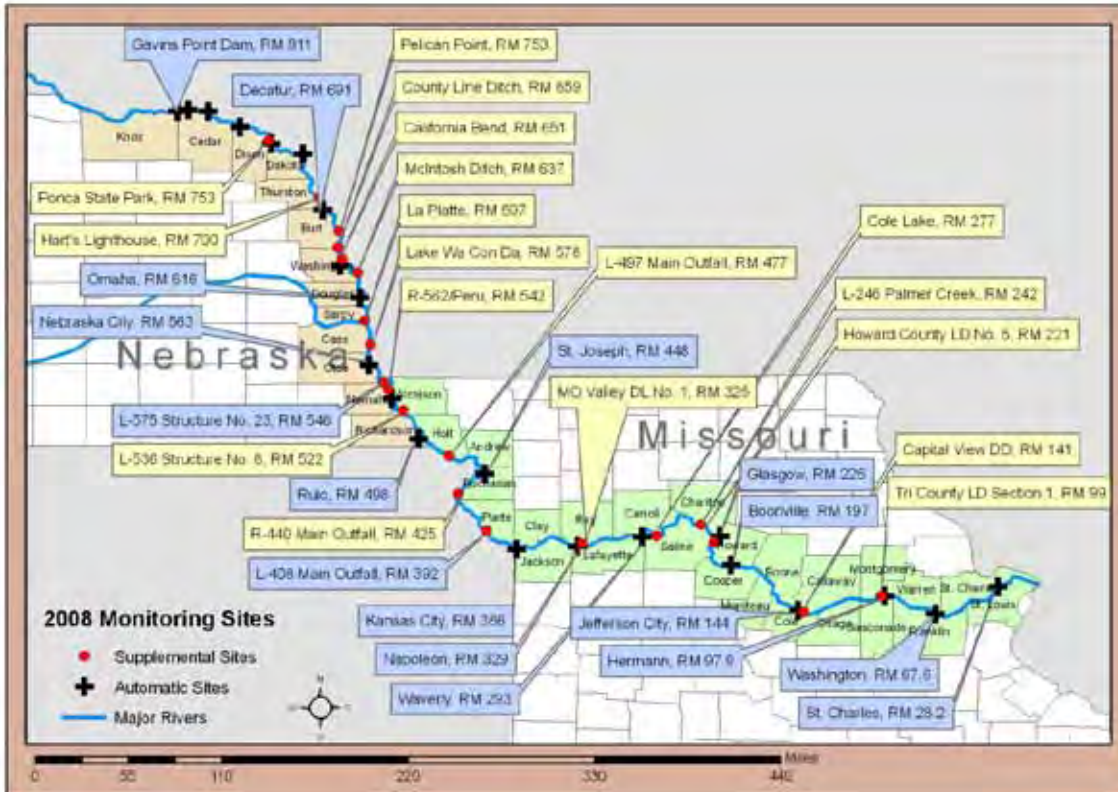 Gavins Point Dam, RM 811
Pelican Point, RM 753
Decatur, RM 691
County Line Ditch, RM 659
California Bend, RM 651
McIntosh Ditch, RM 637
La Platte, RM 597
Lake Wa Con Da, RM 576
R-562/Peru, RM 542
Knox
Cedar
Dixon
Dakota
Thurston
Burt
Washington
Douglas
Sarpy
Cass
Otoe
Nemaha
Richardson
Ponca State Park, RM 753
Hart's Lighthouse, RM 700
Omaha, RM 616
Nebraska City, RM 563
Nebraska
L-575 Structure No. 23, RM 546
L-536 Structure No. 8, RM 522
Rulo, RM 498
R-440 Main Outfall, RM 425
L-408 Main Outfall, RM 392
Cole Lake, RM 277
L-497 Main Outfall, RM 477
L-246 Palmer Creek, RM 242
Howard County LD No. 6, RM 221
St. Joseph, RM 448
MO Valley DL No. 1, RM 325
Missouri
Capital View DD, RM 141
Glasgow, RM 226
Tri County LD Section 1, RM 99
Boonville, RM 197
Holt
Andrew
Platte
Clay
Jackson
Ray
Lafayette
Carroll
Saline
Chariton
Howard
Cooper
Boone
Moniteau
Cole
Callaway
Osage
Montgomery
Gasconade
Warren
Franklin
St. Charles
St. Louis
Kansas City, RM 366
Napoleon, RM 329
Waverly, RM 293
Jefferson City, RM 144
Hermann, RM 97.9
Washington, RM 67.6
St. Charles, RM 28.2
2008 Monitoring Sites
Supplemental Sites
Automatic Sites
Major Rivers
N
Miles
0
55
110
220
330
440